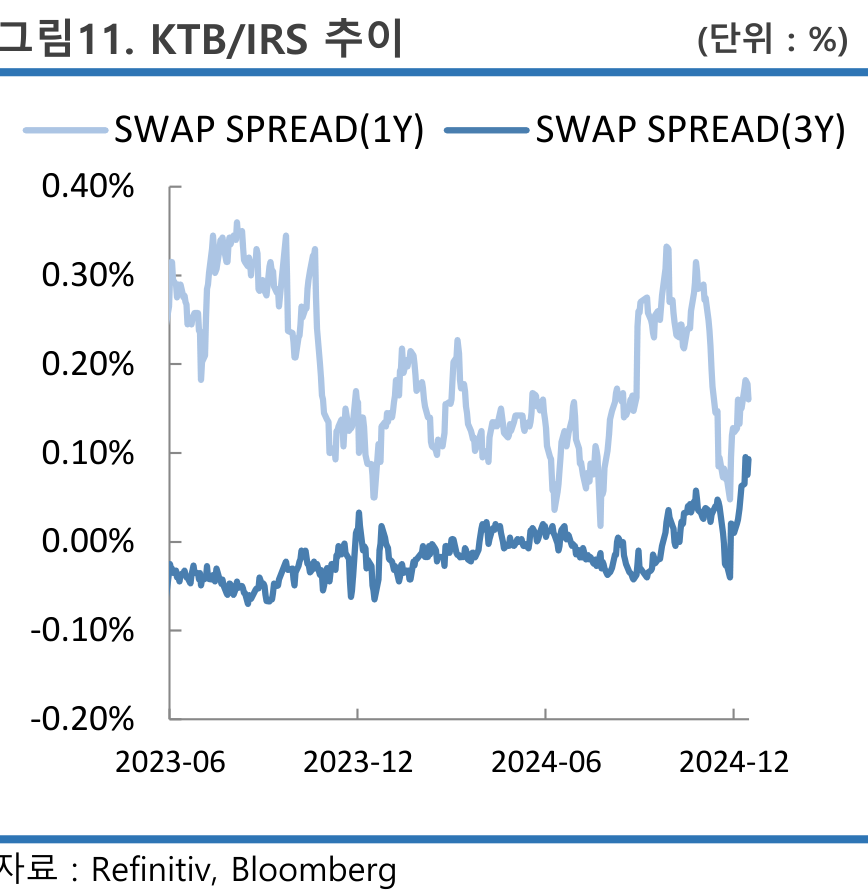 그림11. KTB/IRS 추이 (단위 : %)
SWAP SPREAD(1Y) SWAP SPREAD(3Y)
0.40%
0.30%
0.20%
0.10%
0.00%
-0.10%
-0.20%
2023-06 2023-12 2024-06 2024-12
자료 : Refinitiv, Bloomberg